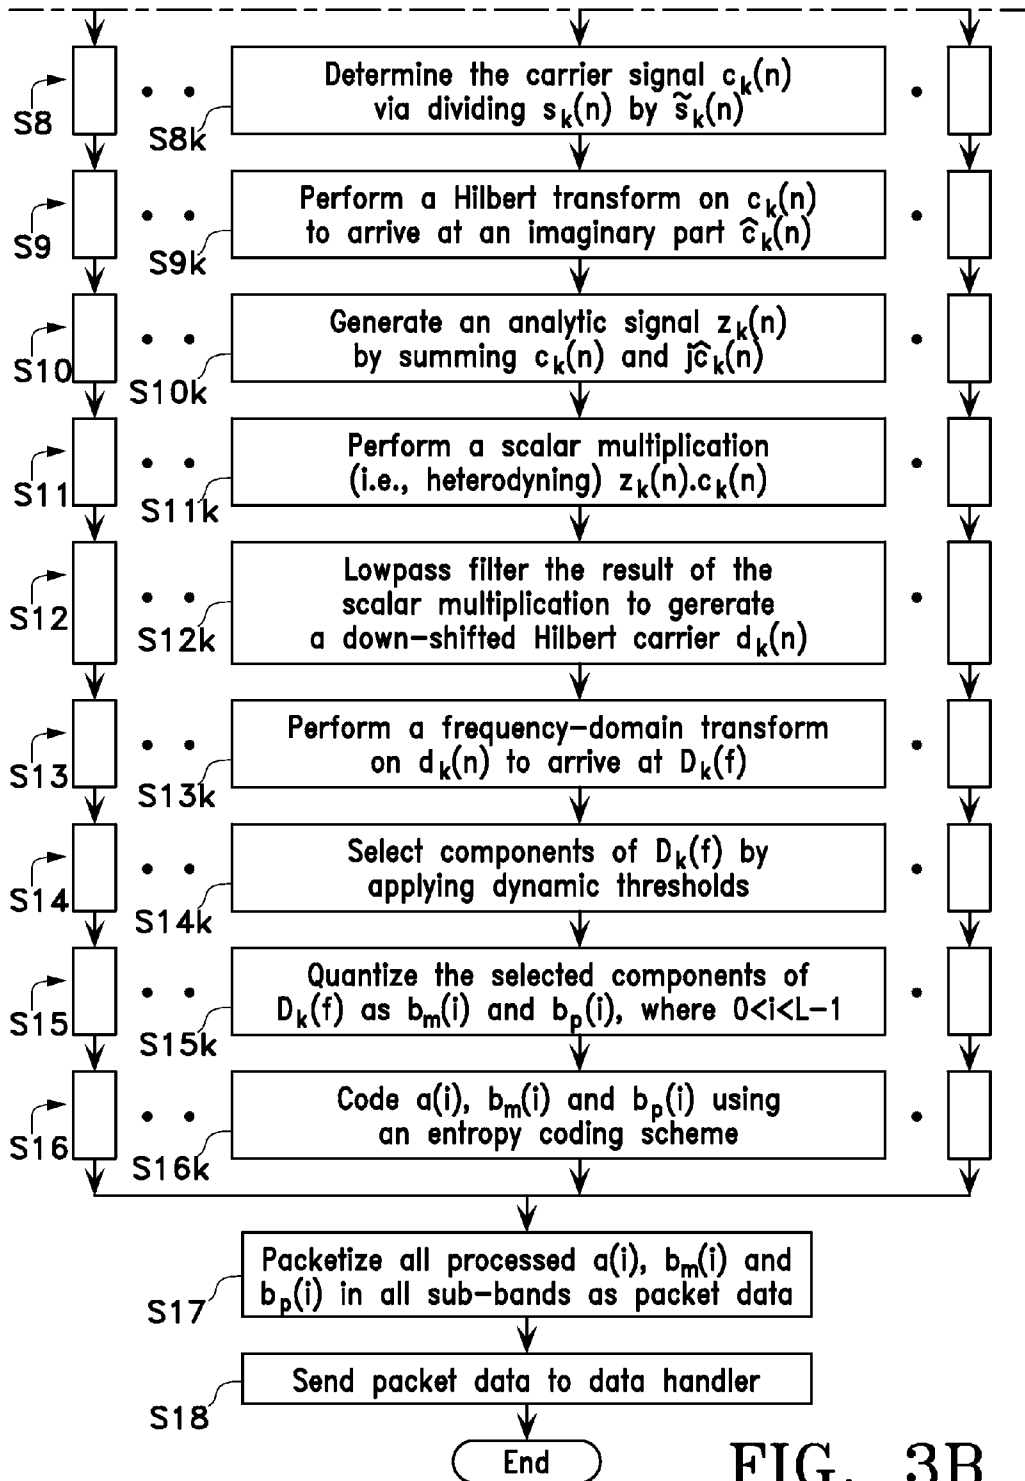 Determine the carrier signal c_k(n)
via dividing s_k(n) by s̃_k(n)
S8
S8k
Perform a Hilbert transform on c_k(n)
to arrive at an imaginary part ĉ_k(n)
S9
S9k
Generate an analytic signal z_k(n)
by summing c_k(n) and jĉ_k(n)
S10
S10k
Perform a scalar multiplication
(i.e., heterodyning) z_k(n).c_k(n)
S11
S11k
Lowpass filter the result of the
scalar multiplication to gererate
a down-shifted Hilbert carrier d_k(n)
S12
S12k
Perform a frequency-domain transform
on d_k(n) to arrive at D_k(f)
S13
S13k
Select components of D_k(f) by
applying dynamic thresholds
S14
S14k
Quantize the selected components of
D_k(f) as b_m(i) and b_p(i), where 0<i<L-1
S15
S15k
Code a(i), b_m(i) and b_p(i) using
an entropy coding scheme
S16
S16k
Packetize all processed a(i), b_m(i) and
b_p(i) in all sub-bands as packet data
S17
Send packet data to data handler
S18
End
FIG. 3B